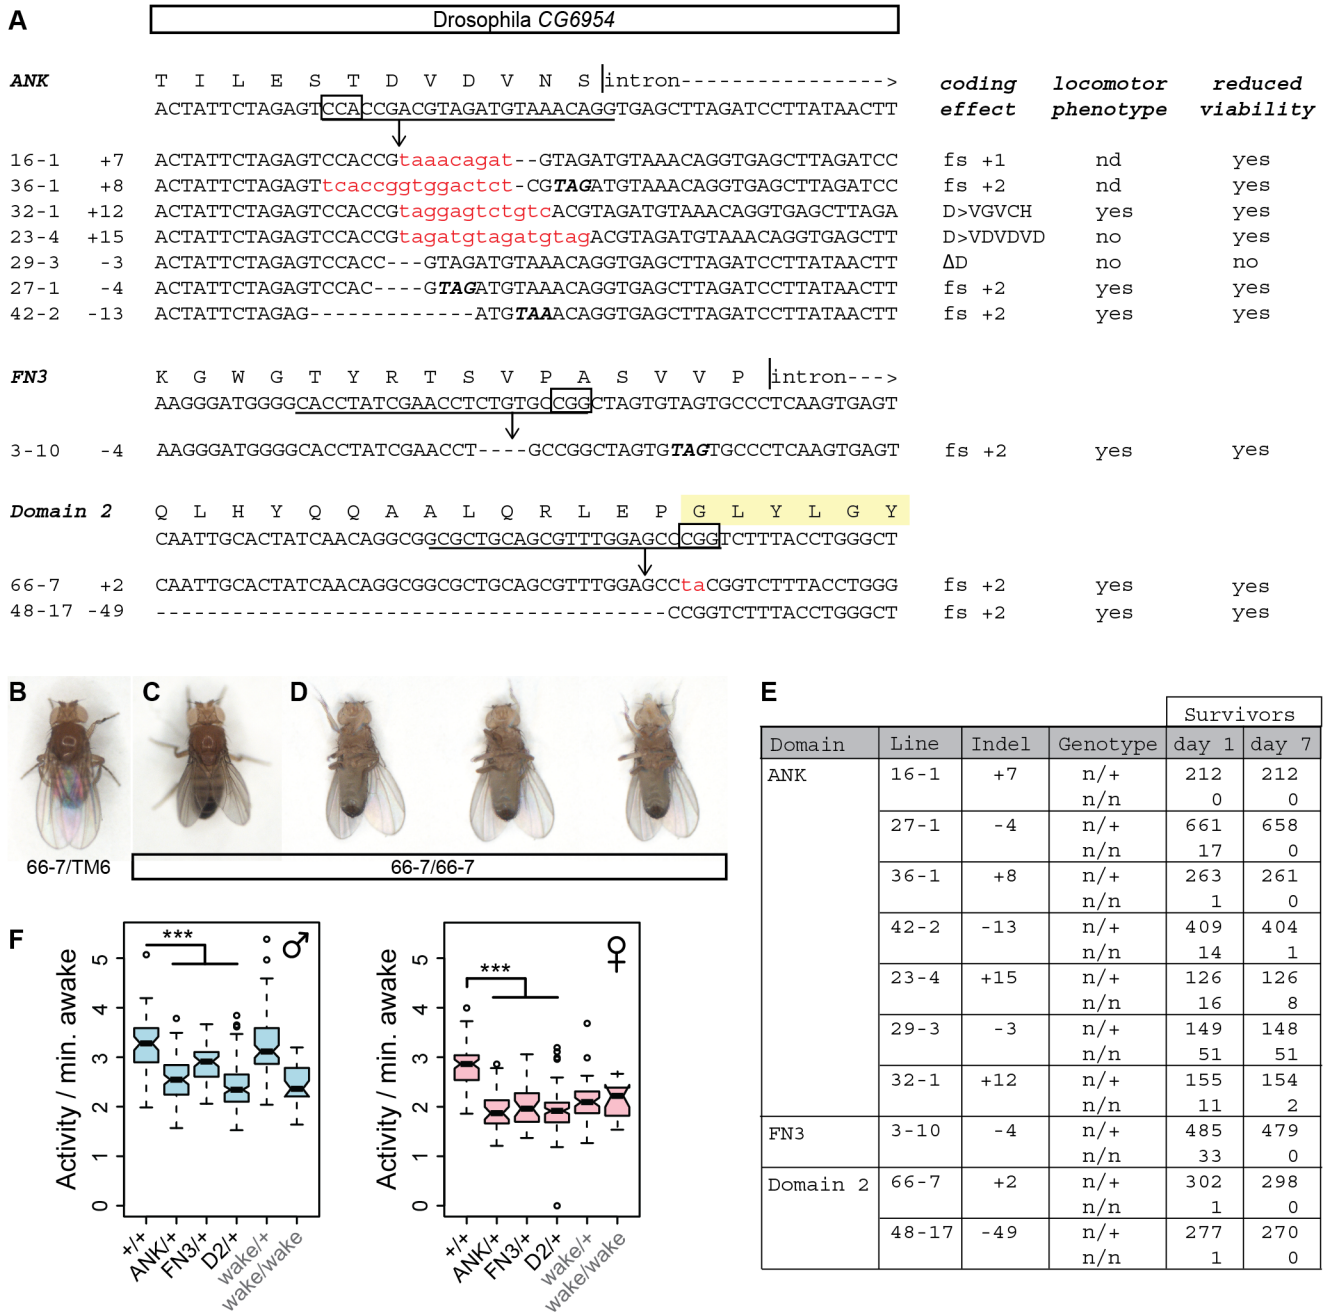 A
Drosophila CG6954
ANK T I L E S T D V D V N S intron----------------> coding effect locomotor phenotype reduced viability
ACTATTCTAGAGTCCACCGACGTAGATGTAAACAGGTGAGCTTAGATCCTTATAACTT
16-1 +7 ACTATTCTAGAGTCCACCGtaaacagat--GTAGATGTAAACAGGTGAGCTTAGATCC fs +1 nd yes
36-1 +8 ACTATTCTAGAGTtcaccggtggactct-CGTAGATGTAAACAGGTGAGCTTAGATCC fs +2 nd yes
32-1 +12 ACTATTCTAGAGTCCACCGtaggagtctgtcACGTAGATGTAAACAGGTGAGCTTAGA D>VGVCH yes yes
23-4 +15 ACTATTCTAGAGTCCACCGtagatgtagatgtagACGTAGATGTAAACAGGTGAGCTT D>VDVDVD no yes
29-3 -3 ACTATTCTAGAGTCCACC---GTAGATGTAAACAGGTGAGCTTAGATCCTTATAACTT ΔD no no
27-1 -4 ACTATTCTAGAGTCCAC----GTAGATGTAAACAGGTGAGCTTAGATCCTTATAACTT fs +2 yes yes
42-2 -13 ACTATTCTAGAG-------------ATGTAAACAGGTGAGCTTAGATCCTTATAACTT fs +2 yes yes
FN3 K G W G T Y R T S V P A S V V P intron--->
AAGGGATGGGGCACCTATCGAACCTCTGTGCCGGCTAGTGTAGTGCCCTCAAGTGAGT
3-10 -4 AAGGGATGGGGCACCTATCGAACCT----GCCGGCTAGTGTAGTGCCCTCAAGTGAGT fs +2 yes yes
Domain 2 Q L H Y Q Q A A L Q R L E P G L Y L G Y
CAATTGCACTATCAACAGGCGGCGCTGCAGCGTTTGGAGCCCGGTCTTTACCTGGGCT
66-7 +2 CAATTGCACTATCAACAGGCGGCGCTGCAGCGTTTGGAGCCtaCGGTCTTTACCTGGG fs +2 yes yes
48-17 -49 ----------------------------------------CCGGTCTTTACCTGGGCT fs +2 yes yes
B C D
66-7/TM6
66-7/66-7
E
Survivors
Domain Line Indel Genotype day 1 day 7
ANK 16-1 +7 n/+ 212 212
n/n 0 0
27-1 -4 n/+ 661 658
n/n 17 0
36-1 +8 n/+ 263 261
n/n 1 0
42-2 -13 n/+ 409 404
n/n 14 1
23-4 +15 n/+ 126 126
n/n 16 8
29-3 -3 n/+ 149 148
n/n 51 51
32-1 +12 n/+ 155 154
n/n 11 2
FN3 3-10 -4 n/+ 485 479
n/n 33 0
Domain 2 66-7 +2 n/+ 302 298
n/n 1 0
48-17 -49 n/+ 277 270
n/n 1 0
F
Activity / min. awake
0 1 2 3 4 5
*** ♂
+/+ ANK/+ FN3/+ D2/+ wake/+ wake/wake
Activity / min. awake
0 1 2 3 4 5
*** ♀
+/+ ANK/+ FN3/+ D2/+ wake/+ wake/wake